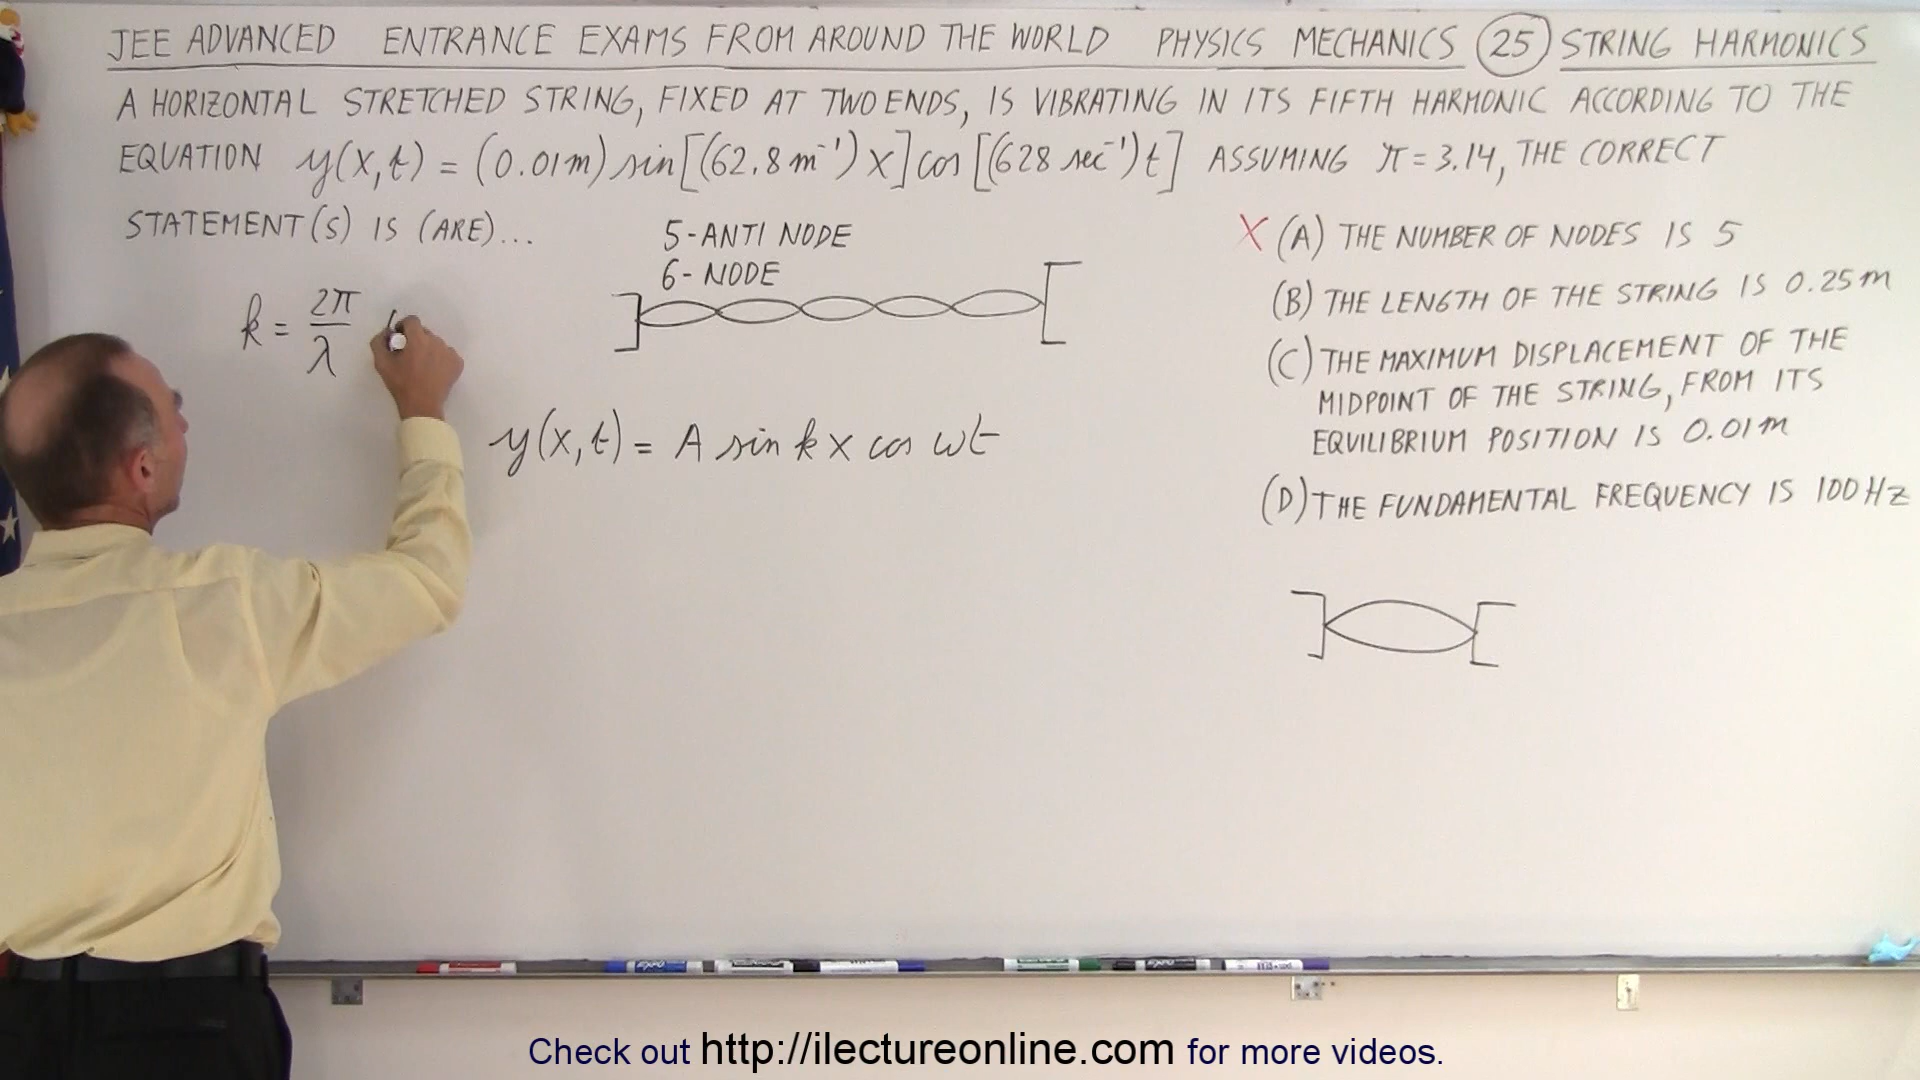 JEE ADVANCED ENTRANCE EXAMS FROM AROUND THE WORLD PHYSICS MECHANICS 25 STRING HARMONICS
A HORIZONTAL STRETCHED STRING, FIXED AT TWO ENDS, IS VIBRATING IN ITS FIFTH HARMONIC ACCORDING TO THE
EQUATION y(x,t) = (0.01m) sin[(62.8 m⁻¹) x] cos[(628 sec⁻¹) t] ASSUMING π = 3.14, THE CORRECT
STATEMENT(S) IS (ARE)...
5-ANTI NODE
6-NODE
k = 2π/λ
y(x,t) = A sin k x cos ωt
X (A) THE NUMBER OF NODES IS 5
(B) THE LENGTH OF THE STRING IS 0.25m
(C) THE MAXIMUM DISPLACEMENT OF THE
MIDPOINT OF THE STRING, FROM ITS
EQUILIBRIUM POSITION IS 0.01m
(D) THE FUNDAMENTAL FREQUENCY IS 100 Hz
Check out http://ilectureonline.com for more videos.